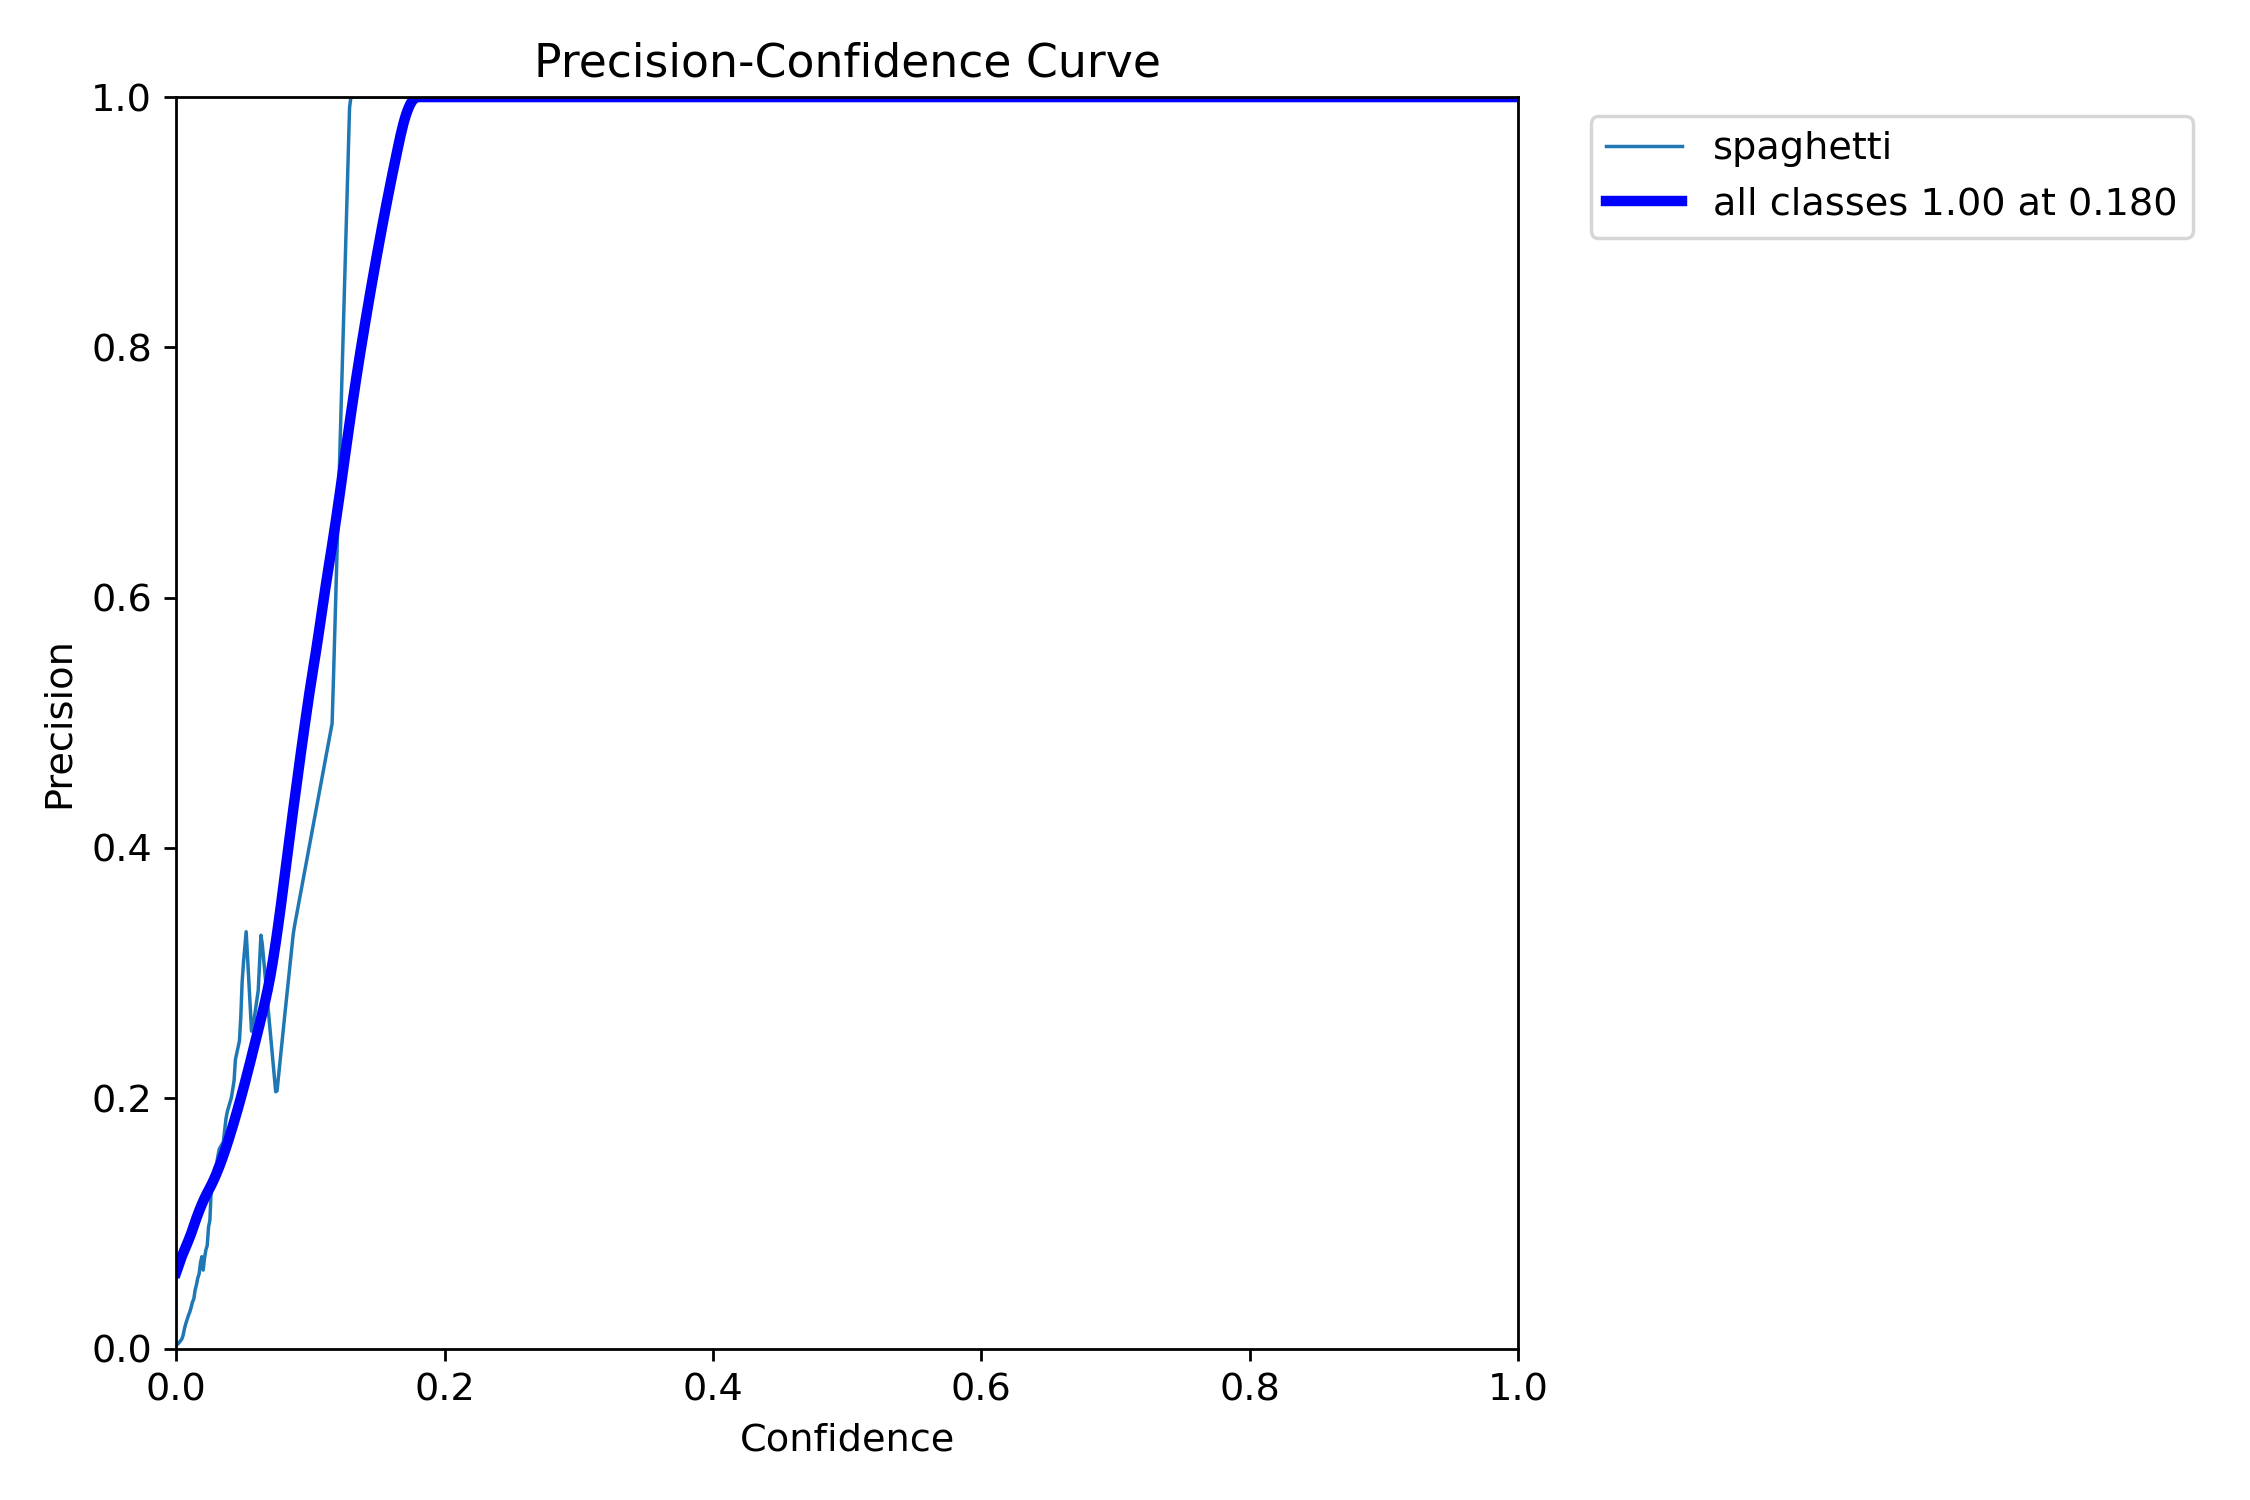 Precision-Confidence Curve
1.0
0.8
0.6
0.4
0.2
0.0
Precision
0.0 0.2 0.4 0.6 0.8 1.0
Confidence
spaghetti
all classes 1.00 at 0.180